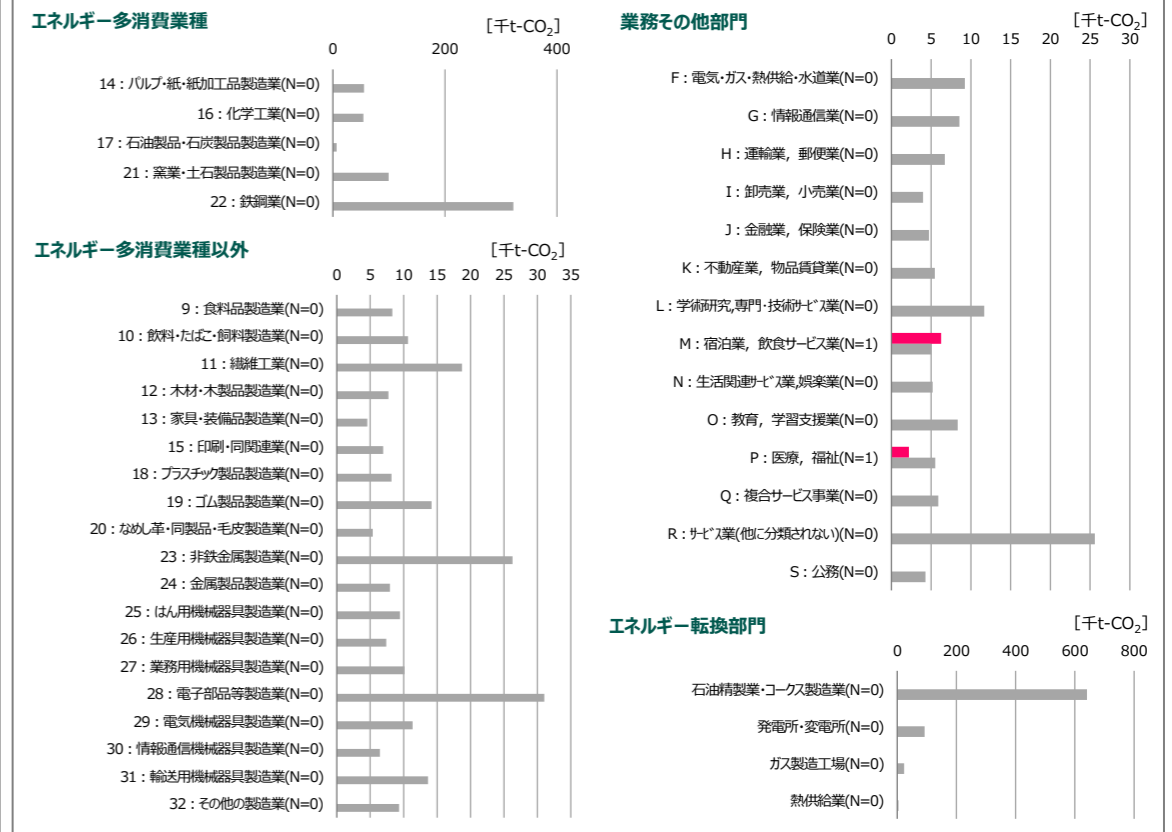 エネルギー多消費業種
[千t-CO₂]
0 200 400
14：パルプ・紙・紙加工品製造業(N=0)
16：化学工業(N=0)
17：石油製品・石炭製品製造業(N=0)
21：窯業・土石製品製造業(N=0)
22：鉄鋼業(N=0)
エネルギー多消費業種以外
[千t-CO₂]
0 5 10 15 20 25 30 35
9：食料品製造業(N=0)
10：飲料・たばこ・飼料製造業(N=0)
11：繊維工業(N=0)
12：木材・木製品製造業(N=0)
13：家具・装備品製造業(N=0)
15：印刷・同関連業(N=0)
18：プラスチック製品製造業(N=0)
19：ゴム製品製造業(N=0)
20：なめし革・同製品・毛皮製造業(N=0)
23：非鉄金属製造業(N=0)
24：金属製品製造業(N=0)
25：はん用機械器具製造業(N=0)
26：生産用機械器具製造業(N=0)
27：業務用機械器具製造業(N=0)
28：電子部品等製造業(N=0)
29：電気機械器具製造業(N=0)
30：情報通信機械器具製造業(N=0)
31：輸送用機械器具製造業(N=0)
32：その他の製造業(N=0)
業務その他部門
[千t-CO₂]
0 5 10 15 20 25 30
F：電気・ガス・熱供給・水道業(N=0)
G：情報通信業(N=0)
H：運輸業，郵便業(N=0)
I：卸売業，小売業(N=0)
J：金融業，保険業(N=0)
K：不動産業，物品賃貸業(N=0)
L：学術研究,専門・技術ｻｰﾋﾞｽ業(N=0)
M：宿泊業，飲食サービス業(N=1)
N：生活関連ｻｰﾋﾞｽ業,娯楽業(N=0)
O：教育，学習支援業(N=0)
P：医療，福祉(N=1)
Q：複合サービス事業(N=0)
R：ｻｰﾋﾞｽ業(他に分類されない)(N=0)
S：公務(N=0)
エネルギー転換部門
[千t-CO₂]
0 200 400 600 800
石油精製業・コークス製造業(N=0)
発電所・変電所(N=0)
ガス製造工場(N=0)
熱供給業(N=0)